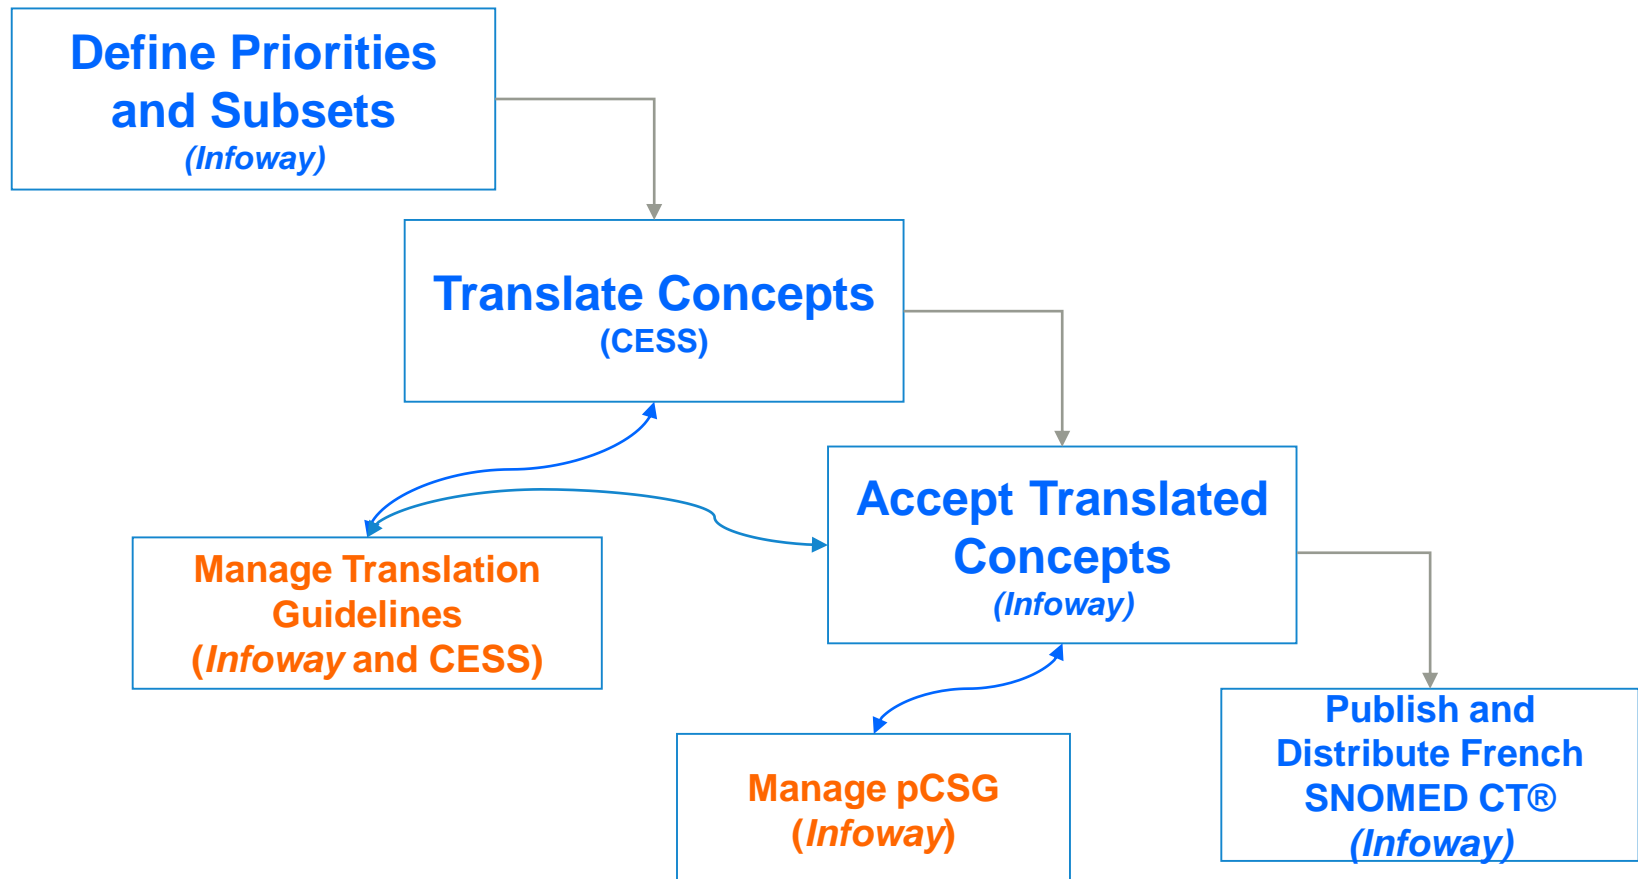 Define Priorities
and Subsets
(Infoway)
Translate Concepts
(CESS)
Accept Translated
Concepts
(Infoway)
Manage Translation
Guidelines
(Infoway and CESS)
Manage pCSG
(Infoway)
Publish and
Distribute French
SNOMED CT®
(Infoway)